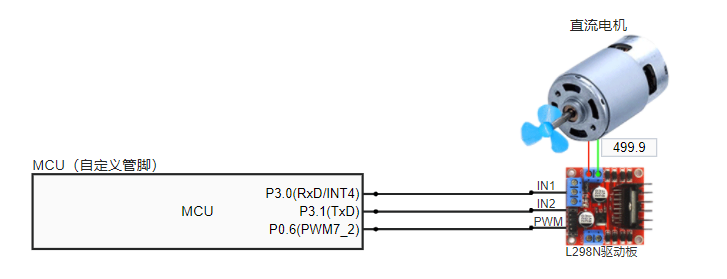 直流电机
499.9
MCU（自定义管脚）
P3.0(RxD/INT4)
IN1
MCU
P3.1(TxD)
IN2
P0.6(PWM7_2)
PWM
L298N驱动板